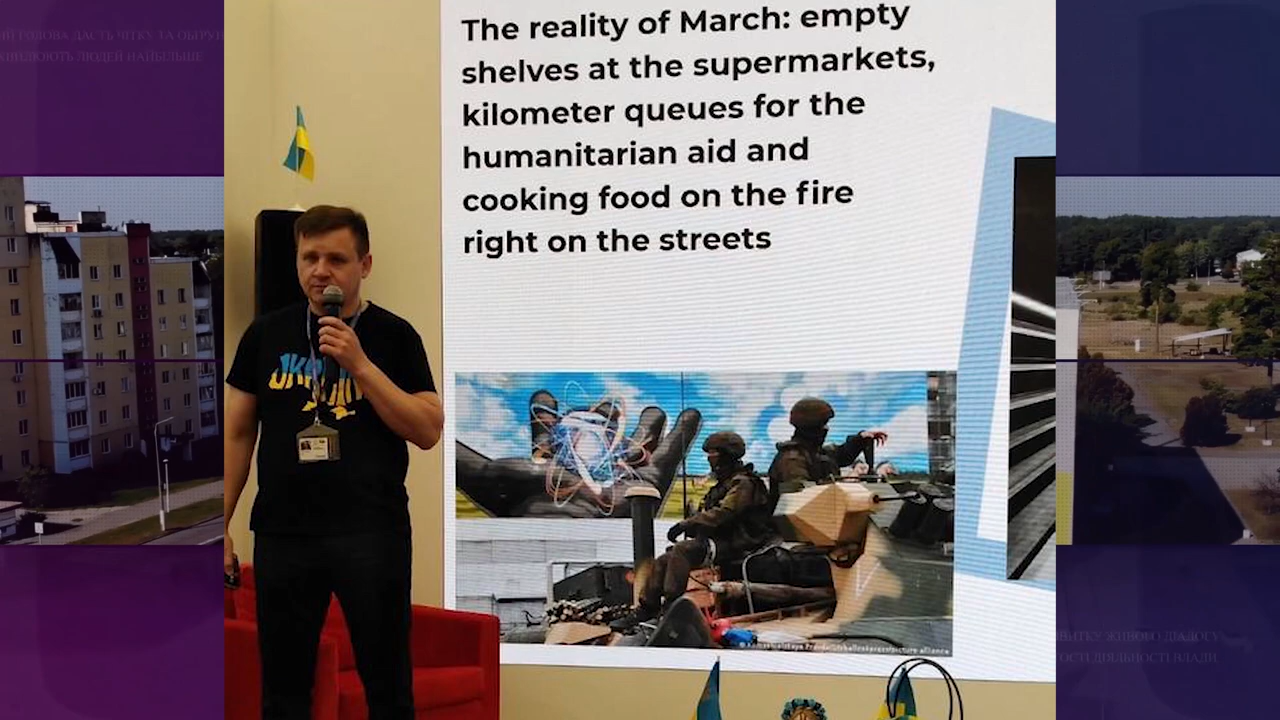 The reality of March: empty
shelves at the supermarkets,
kilometer queues for the
humanitarian aid and
cooking food on the fire
right on the streets